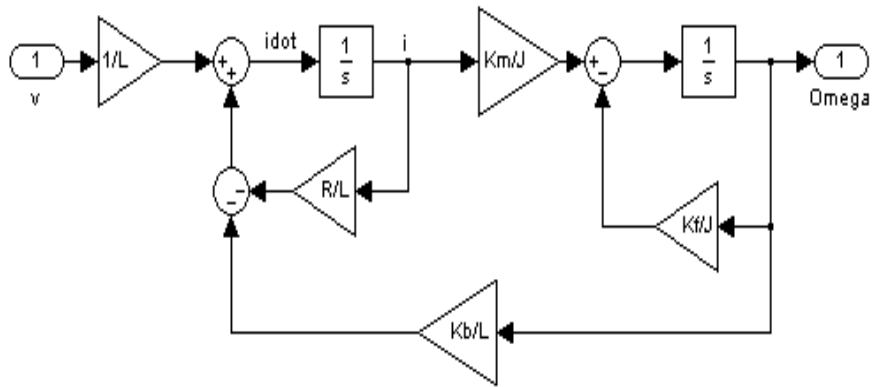 idot
i
1
1/L
+
+
1
s
Km/J
+
−
1
s
1
v
Omega
−
−
R/L
Kf/J
Kb/L